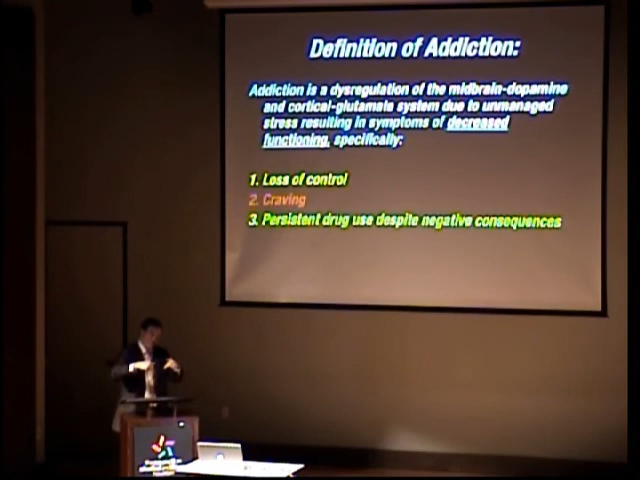 Definition of Addiction:
Addiction is a dysregulation of the midbrain-dopamine
and cortical-glutamate system due to unmanaged
stress resulting in symptoms of decreased
functioning, specifically:
1. Loss of control
2. Craving
3. Persistent drug use despite negative consequences